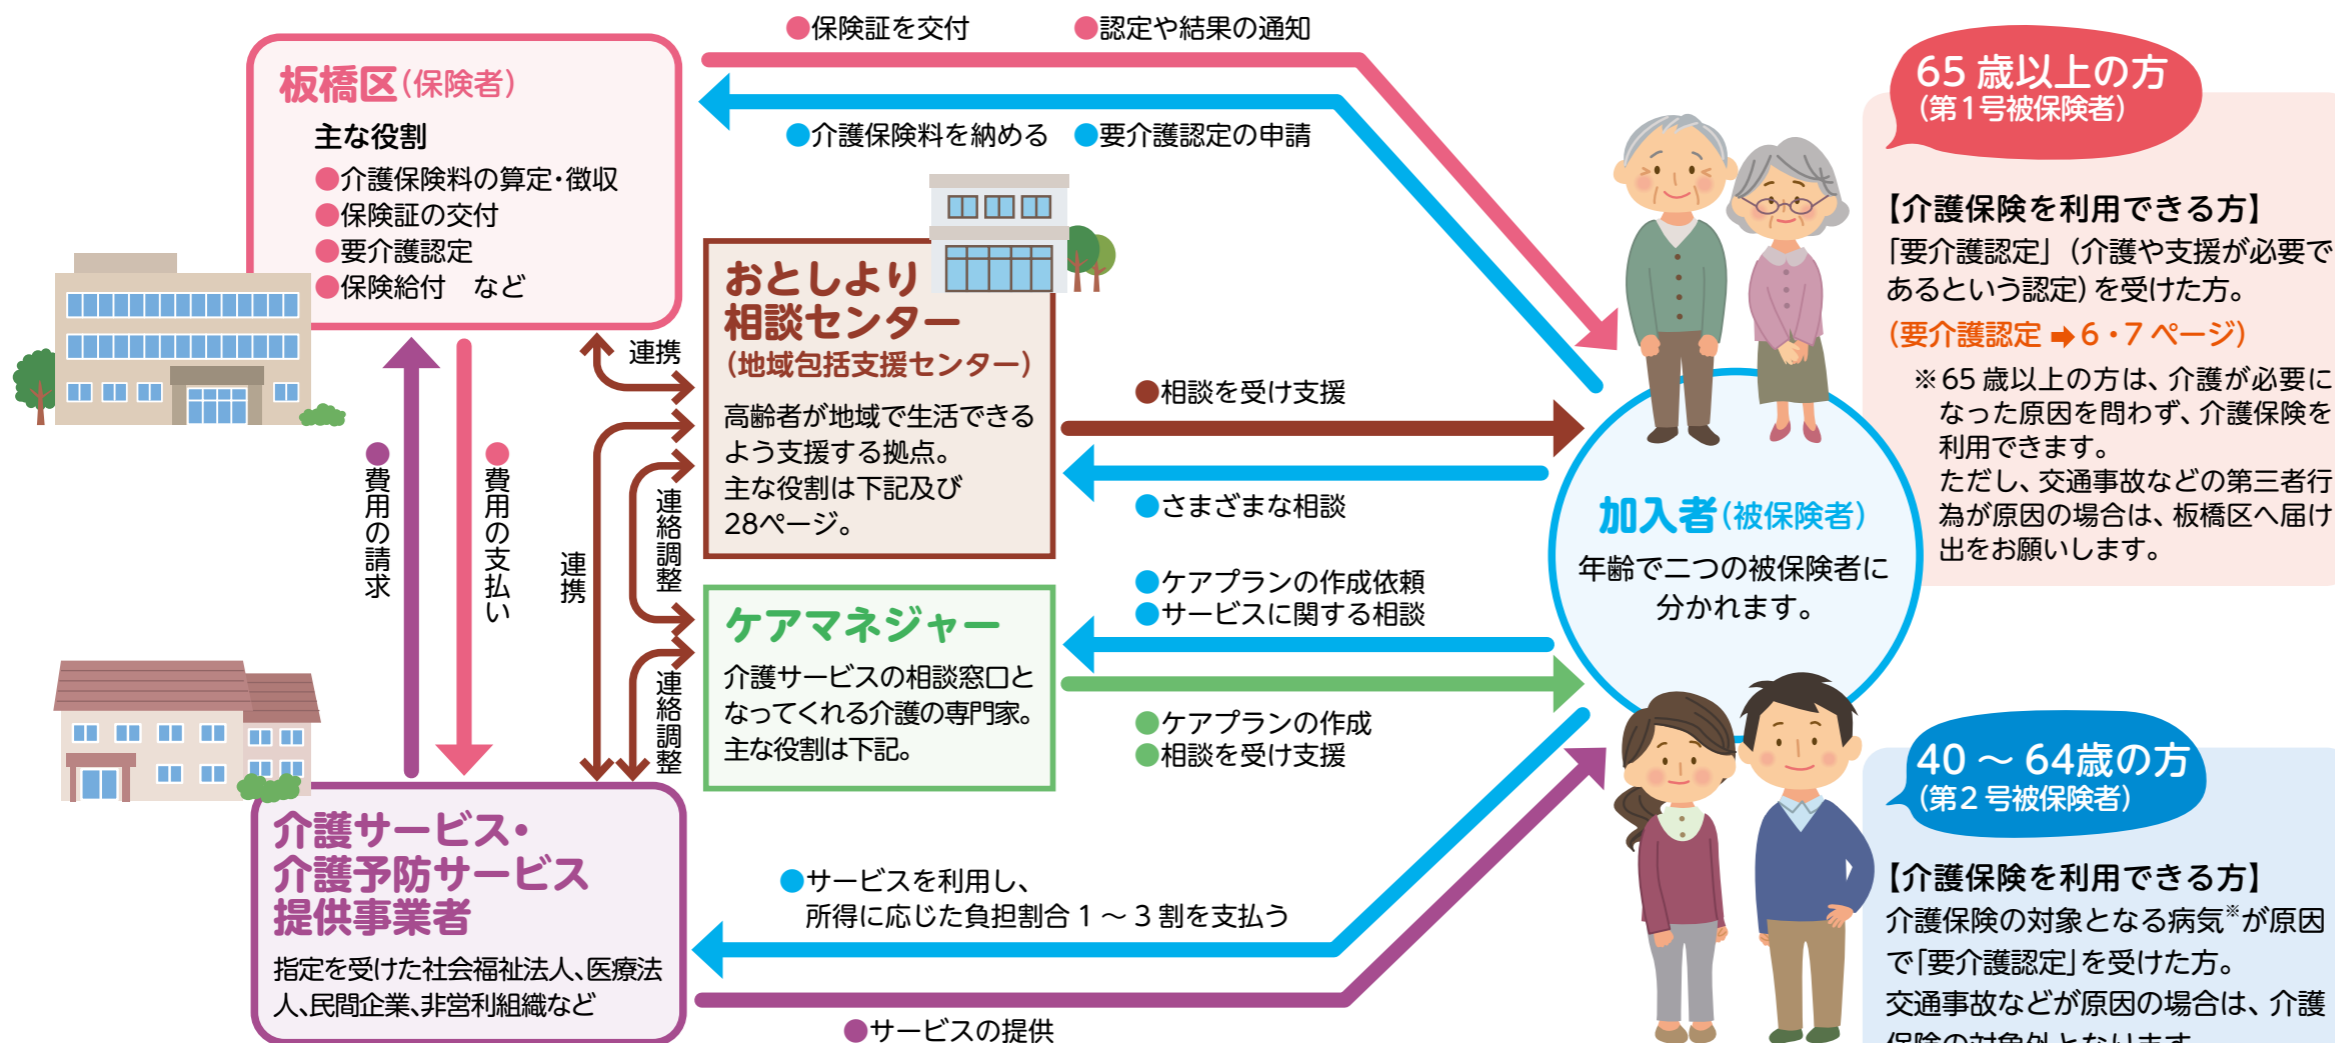 ●保険証を交付 ●認定や結果の通知
●介護保険料を納める ●要介護認定の申請
板橋区（保険者）
主な役割
●介護保険料の算定・徴収
●保険証の交付
●要介護認定
●保険給付　など
おとしより
相談センター
（地域包括支援センター）
高齢者が地域で生活できる
よう支援する拠点。
主な役割は下記及び
28ページ。
連携
連絡調整
連携
連絡調整
●費用の請求
●費用の支払い
●相談を受け支援
●さまざまな相談
ケアマネジャー
介護サービスの相談窓口と
なってくれる介護の専門家。
主な役割は下記。
●ケアプランの作成依頼
●サービスに関する相談
●ケアプランの作成
●相談を受け支援
介護サービス・
介護予防サービス
提供事業者
指定を受けた社会福祉法人、医療法
人、民間企業、非営利組織など
●サービスを利用し、
所得に応じた負担割合1～3割を支払う
●サービスの提供
加入者（被保険者）
年齢で二つの被保険者に
分かれます。
65歳以上の方
（第1号被保険者）
【介護保険を利用できる方】
「要介護認定」（介護や支援が必要で
あるという認定）を受けた方。
（要介護認定➡6・7ページ）
※65歳以上の方は、介護が必要に
なった原因を問わず、介護保険を
利用できます。
ただし、交通事故などの第三者行
為が原因の場合は、板橋区へ届け
出をお願いします。
40～64歳の方
（第2号被保険者）
【介護保険を利用できる方】
介護保険の対象となる病気※が原因
で「要介護認定」を受けた方。
交通事故などが原因の場合は、介護
保険の対象外となります。